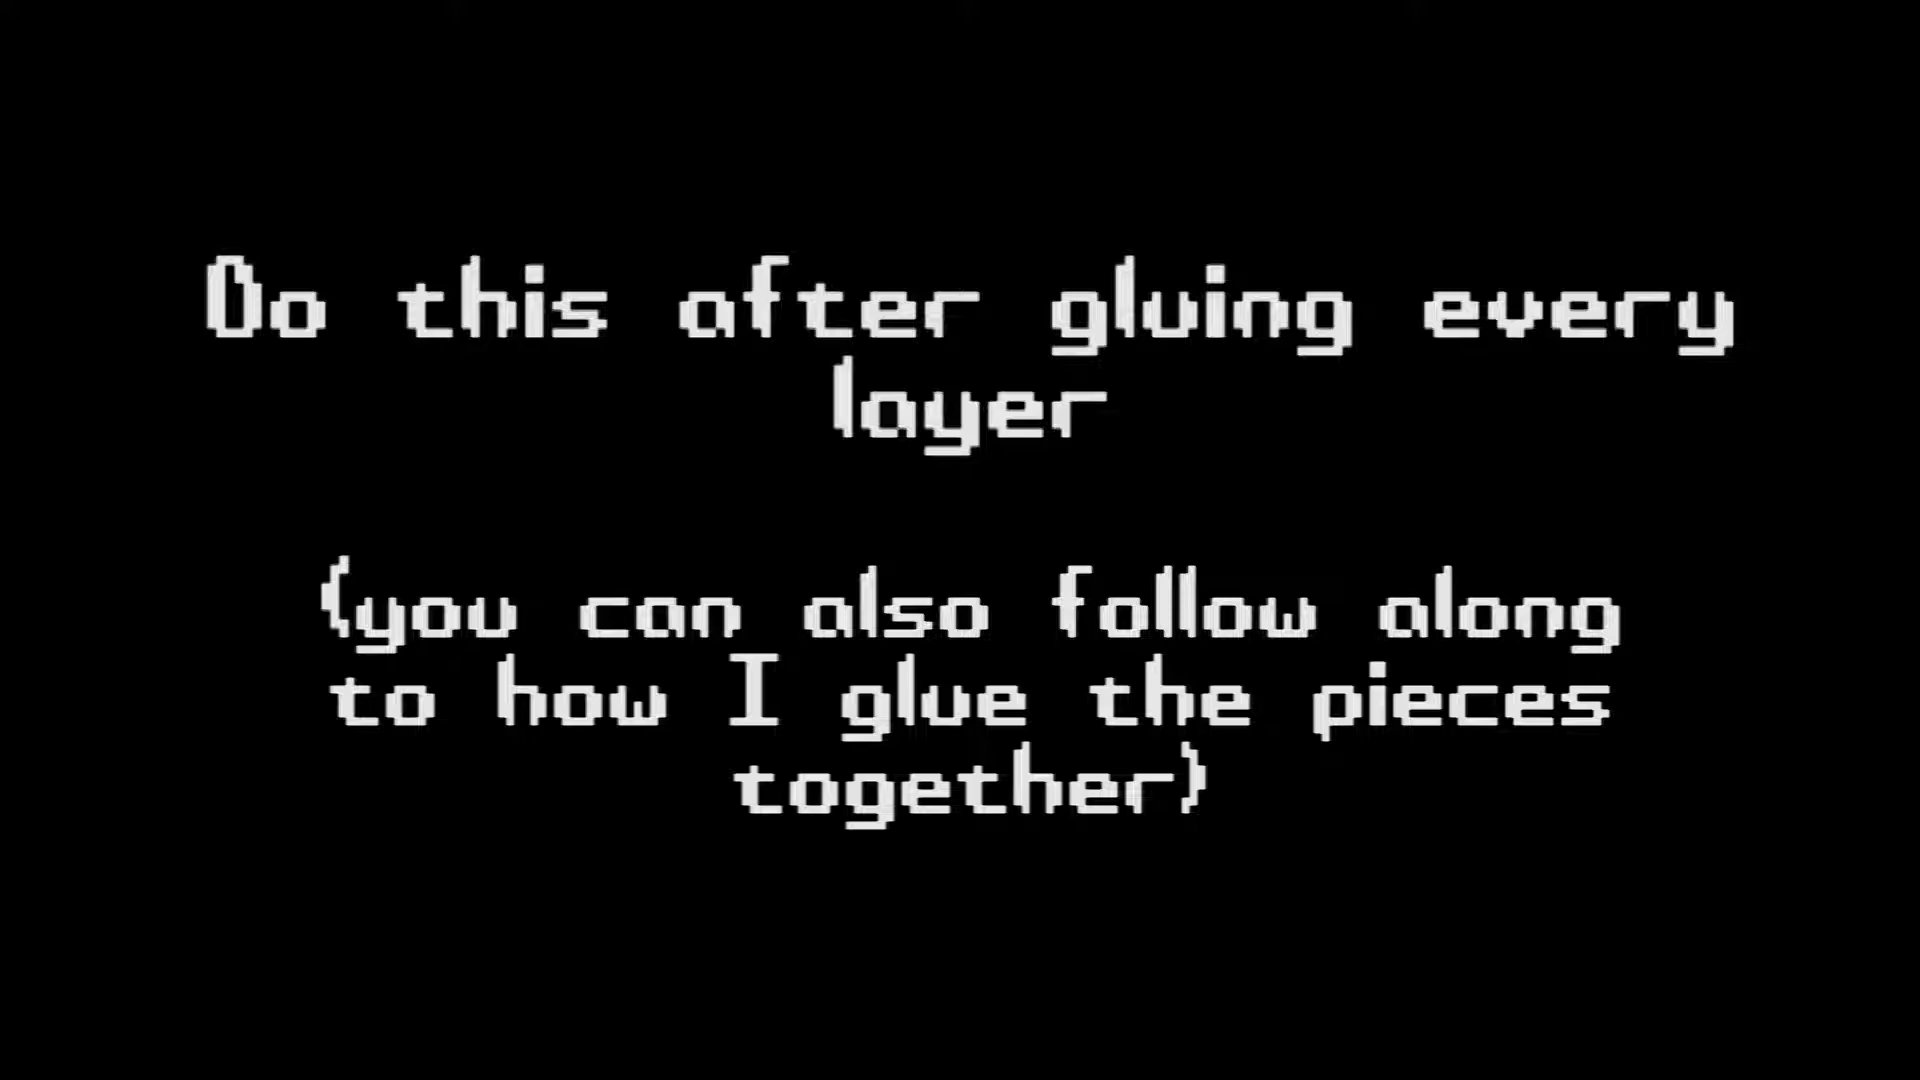 Do this after gluing every
layer
(you can also follow along
to how I glue the pieces
together)